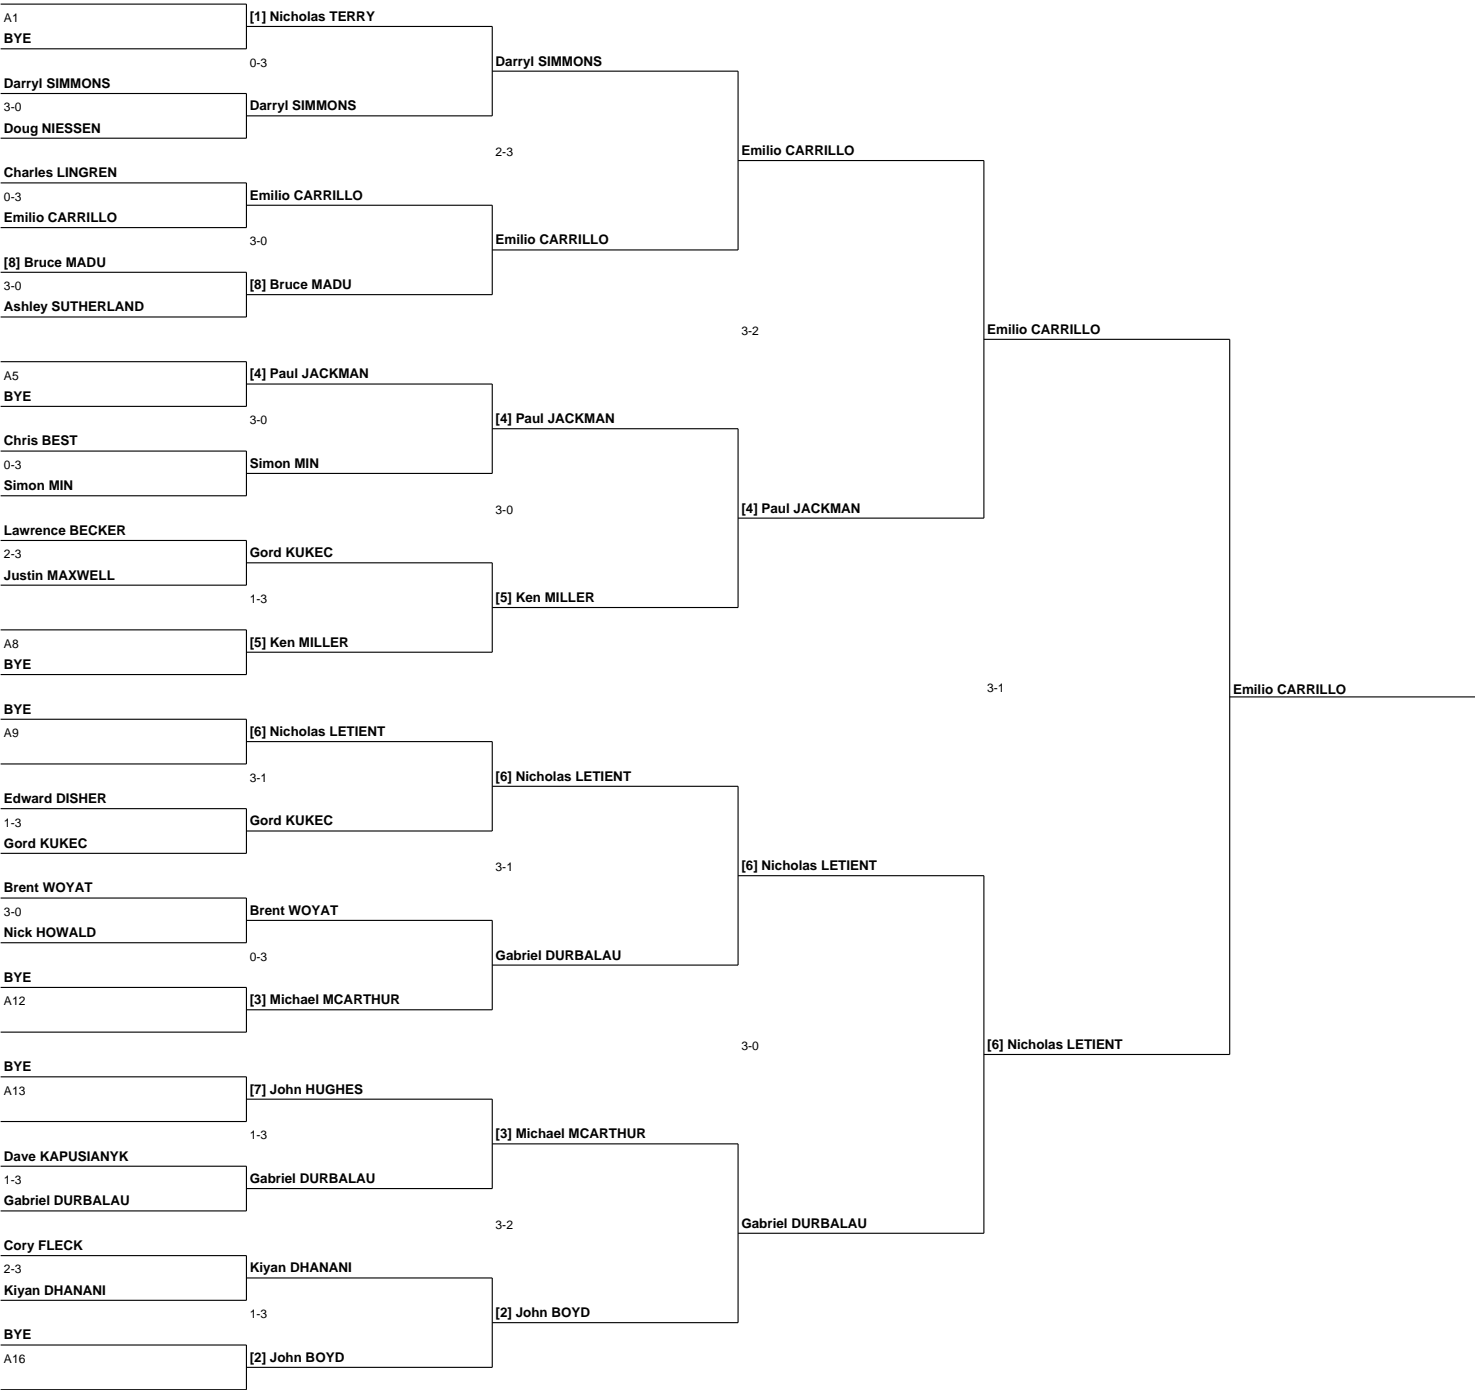 A1
BYE
[1] Nicholas TERRY
0-3
Darryl SIMMONS
Darryl SIMMONS
3-0
Doug NIESSEN
Darryl SIMMONS
2-3
Emilio CARRILLO
Charles LINGREN
0-3
Emilio CARRILLO
Emilio CARRILLO
3-0
Emilio CARRILLO
[8] Bruce MADU
3-0
Ashley SUTHERLAND
[8] Bruce MADU
3-2
Emilio CARRILLO
A5
BYE
[4] Paul JACKMAN
3-0
[4] Paul JACKMAN
Chris BEST
0-3
Simon MIN
Simon MIN
3-0
[4] Paul JACKMAN
Lawrence BECKER
2-3
Justin MAXWELL
Gord KUKEC
1-3
[5] Ken MILLER
A8
BYE
[5] Ken MILLER
3-1
Emilio CARRILLO
BYE
A9
[6] Nicholas LETIENT
3-1
[6] Nicholas LETIENT
Edward DISHER
1-3
Gord KUKEC
Gord KUKEC
3-1
[6] Nicholas LETIENT
Brent WOYAT
3-0
Nick HOWALD
Brent WOYAT
0-3
Gabriel DURBALAU
BYE
A12
[3] Michael MCARTHUR
3-0
[6] Nicholas LETIENT
BYE
A13
[7] John HUGHES
1-3
[3] Michael MCARTHUR
Dave KAPUSIANYK
1-3
Gabriel DURBALAU
Gabriel DURBALAU
3-2
Gabriel DURBALAU
Cory FLECK
2-3
Kiyan DHANANI
Kiyan DHANANI
1-3
[2] John BOYD
BYE
A16
[2] John BOYD